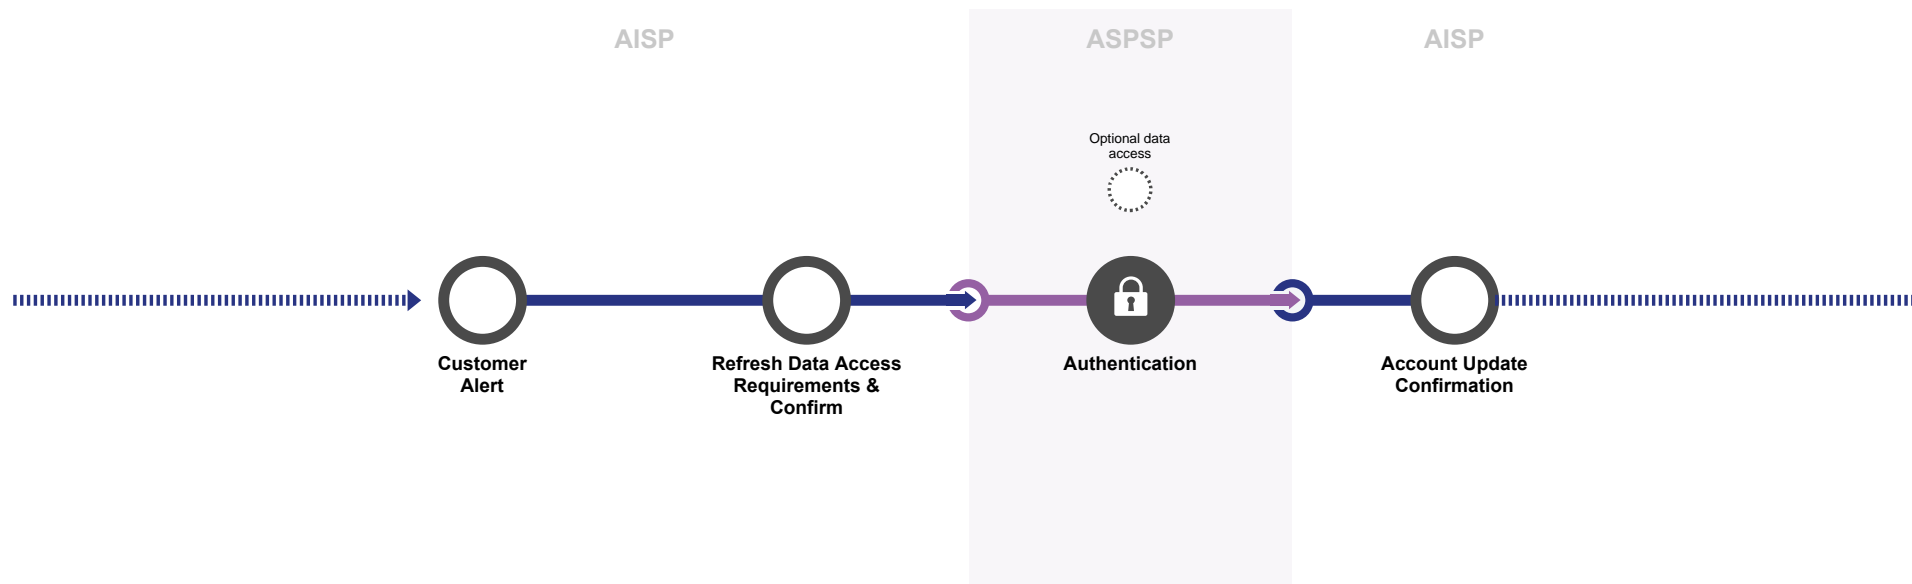 AISP
ASPSP
AISP
Optional data
access
Customer
Alert
Refresh Data Access
Requirements &
Confirm
Authentication
Account Update
Confirmation